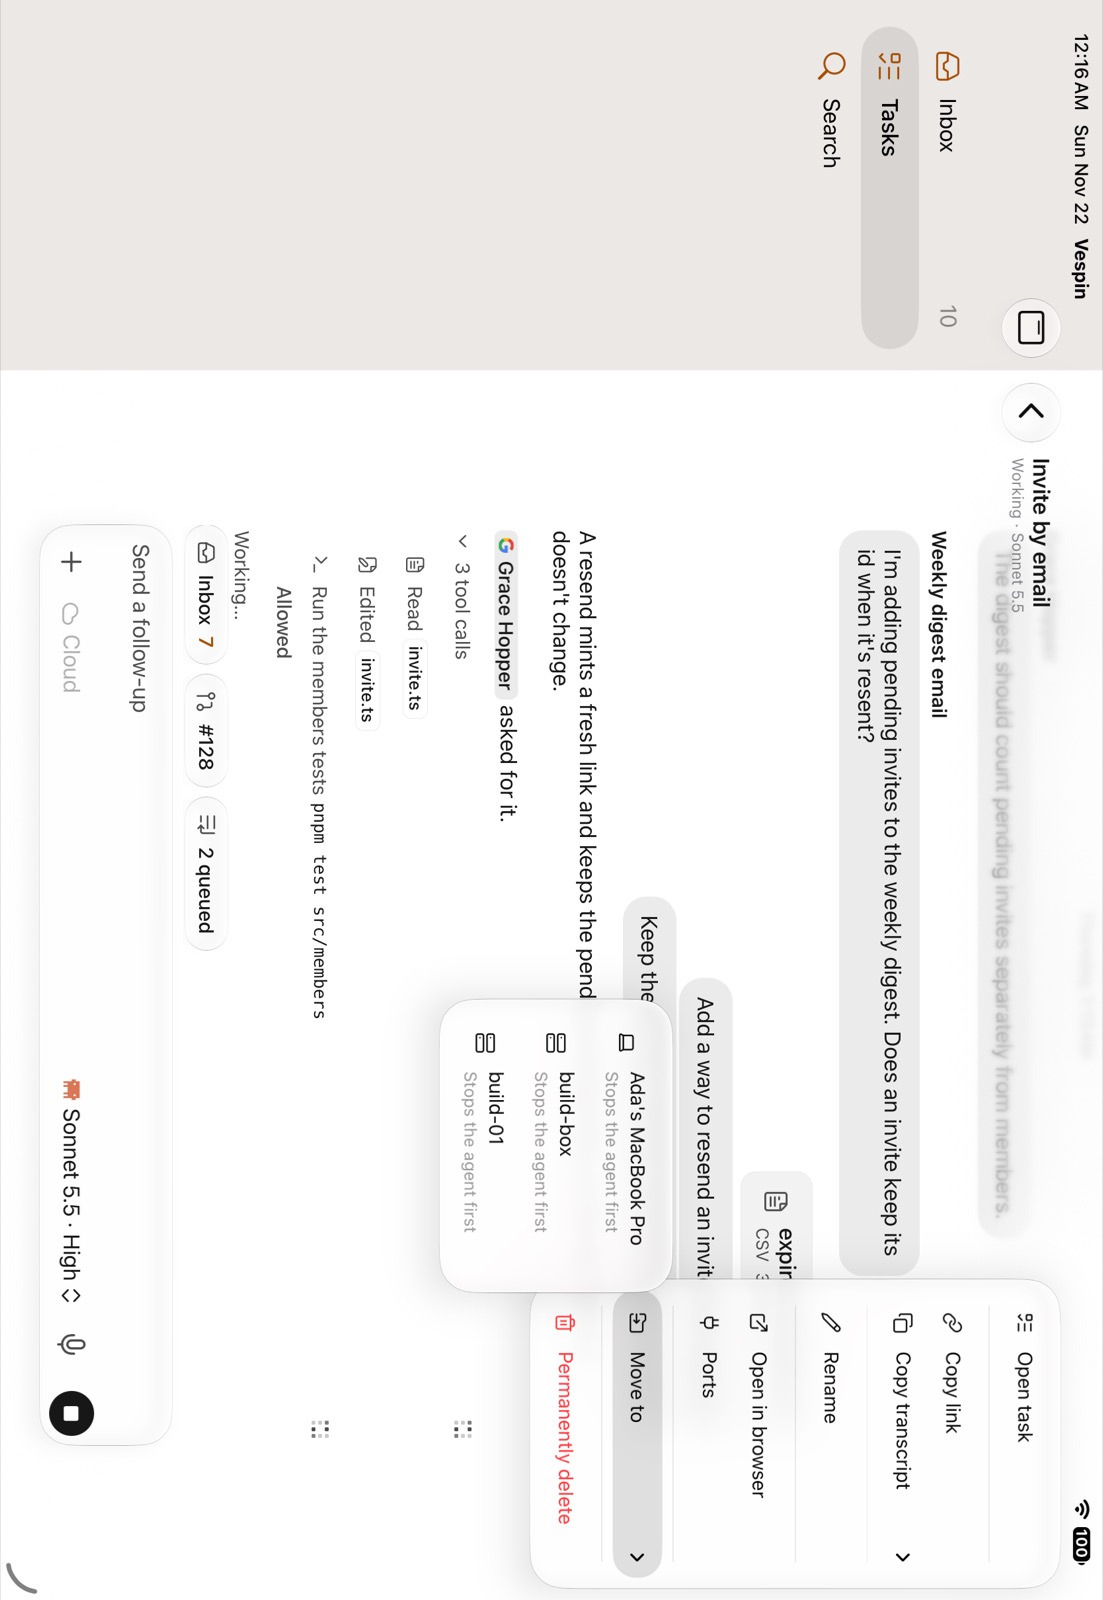 12:16 AM Sun Nov 22 Vespin
100
Inbox 10
Tasks
Search
Invite by email
Working · Sonnet 5.5
The digest should count pending invites separately from members.
Weekly digest email
I'm adding pending invites to the weekly digest. Does an invite keep its
id when it's resent?
CSV
Add a way to resend an
Keep the
A resend mints a fresh link and keeps the
doesn't change.
Grace Hopper asked for it.
3 tool calls
Read invite.ts
Edited invite.ts
Run the members tests pnpm test src/members
Allowed
Working...
Inbox 7
#128
2 queued
Send a follow-up
Cloud
Sonnet 5.5 · High
Open task
Copy link
Copy transcript
Rename
Open in browser
Ports
Move to
Permanently delete
Ada's MacBook Pro
Stops the agent first
build-box
Stops the agent first
build-01
Stops the agent first